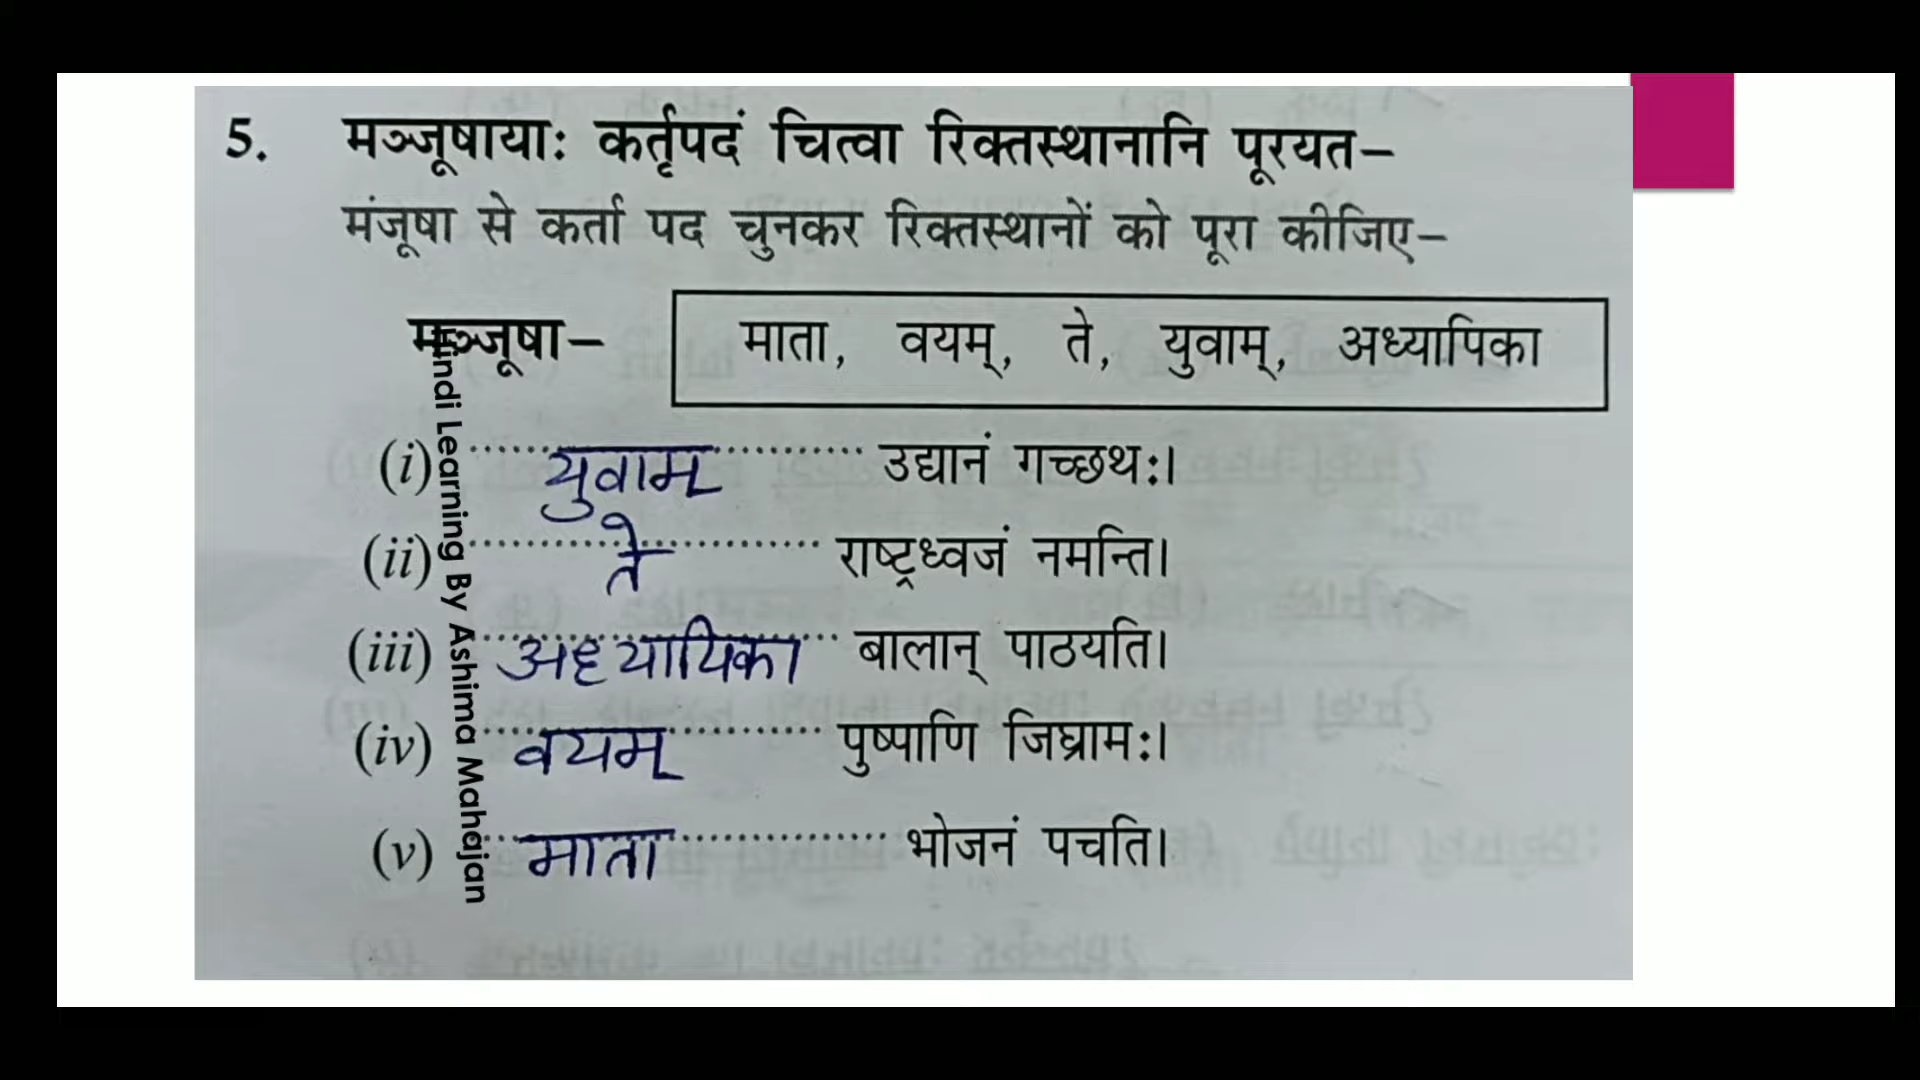 5. मञ्जूषायाः कर्तृपदं चित्वा रिक्तस्थानानि पूरयत–
मंजूषा से कर्ता पद चुनकर रिक्तस्थानों को पूरा कीजिए–
मञ्जूषा– माता, वयम्, ते, युवाम्, अध्यापिका
(i) युवाम् उद्यानं गच्छथः।
(ii) ते राष्ट्रध्वजं नमन्ति।
(iii) अध्यापिका बालान् पाठयति।
(iv) वयम् पुष्पाणि जिघ्रामः।
(v) माता भोजनं पचति।
Hindi Learning By Ashima Mahajan